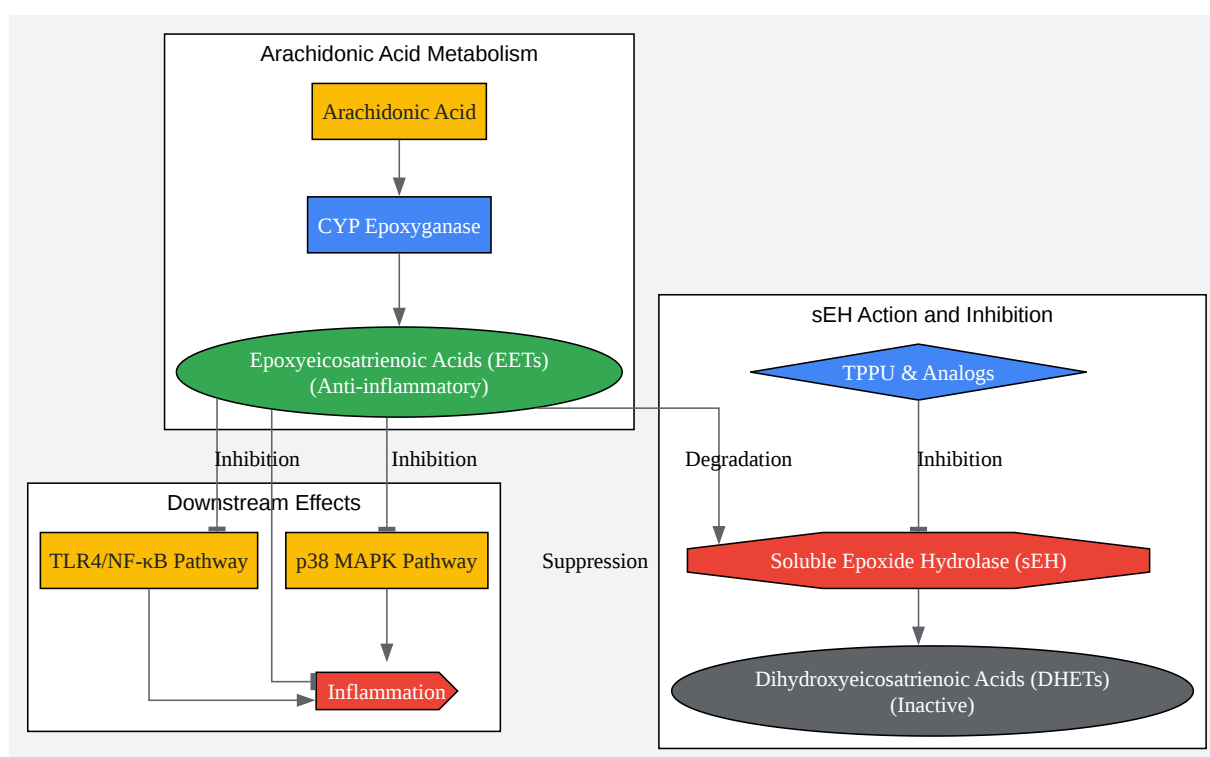 Arachidonic Acid Metabolism
Arachidonic Acid
CYP Epoxyganase
Epoxyeicosatrienoic Acids (EETs)
(Anti-inflammatory)
sEH Action and Inhibition
TPPU & Analogs
Inhibition
Inhibition
Degradation
Inhibition
Downstream Effects
TLR4/NF-κB Pathway
p38 MAPK Pathway
Suppression
Soluble Epoxide Hydrolase (sEH)
Inflammation
Dihydroxyeicosatrienoic Acids (DHETs)
(Inactive)